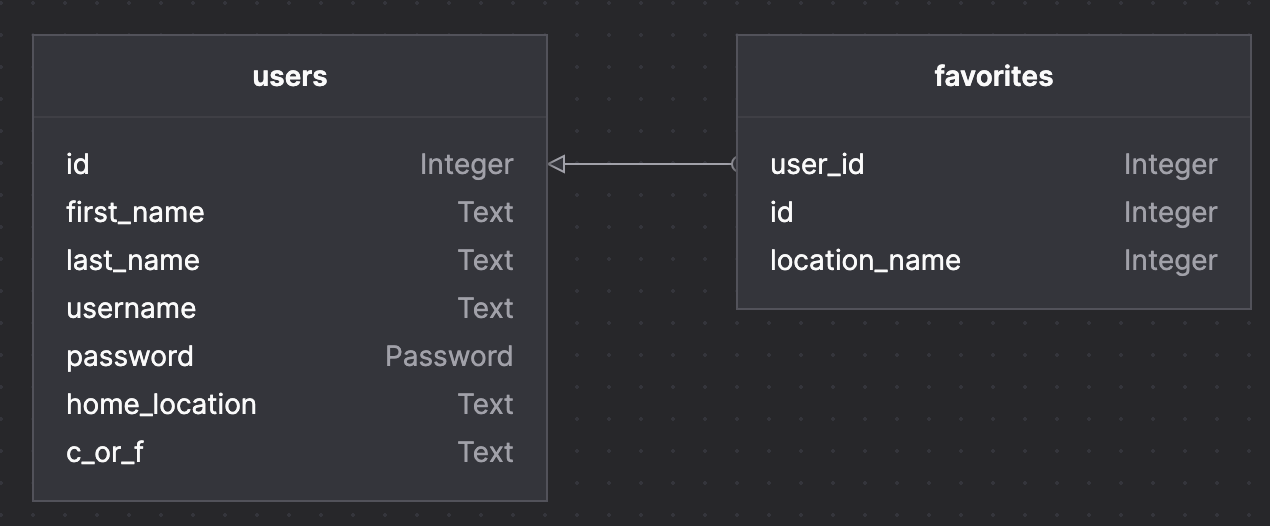 users
id Integer
first_name Text
last_name Text
username Text
password Password
home_location Text
c_or_f Text
favorites
user_id Integer
id Integer
location_name Integer